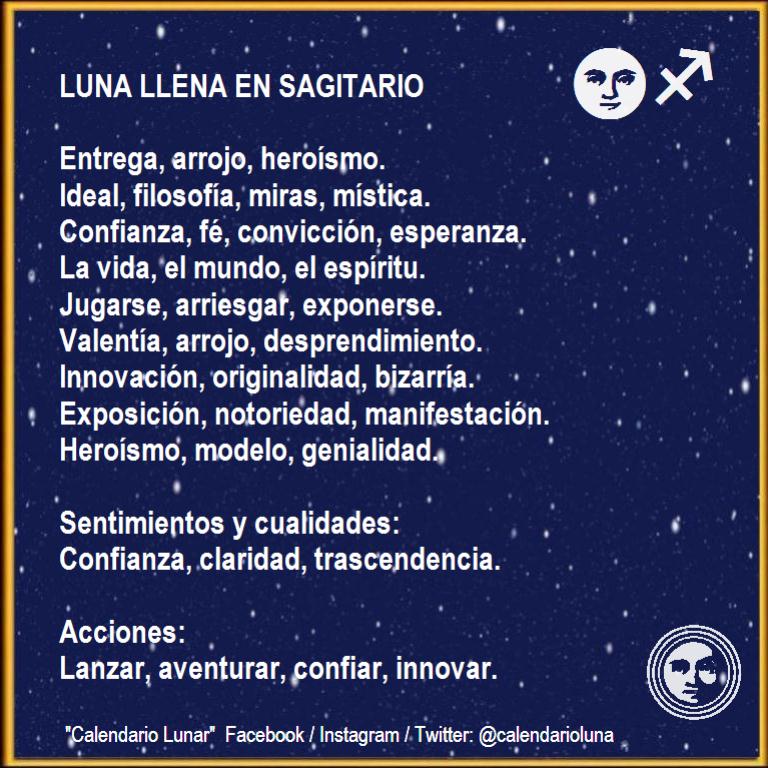 LUNA LLENA EN SAGITARIO
Entrega, arrojo, heroísmo.
Ideal, filosofía, miras, mística.
Confianza, fé, convicción, esperanza.
La vida, el mundo, el espíritu.
Jugarse, arriesgar, exponerse.
Valentía, arrojo, desprendimiento.
Innovación, originalidad, bizarría.
Exposición, notoriedad, manifestación.
Heroísmo, modelo, genialidad.
Sentimientos y cualidades:
Confianza, claridad, trascendencia.
Acciones:
Lanzar, aventurar, confiar, innovar.
"Calendario Lunar" Facebook / Instagram / Twitter: @calendarioluna